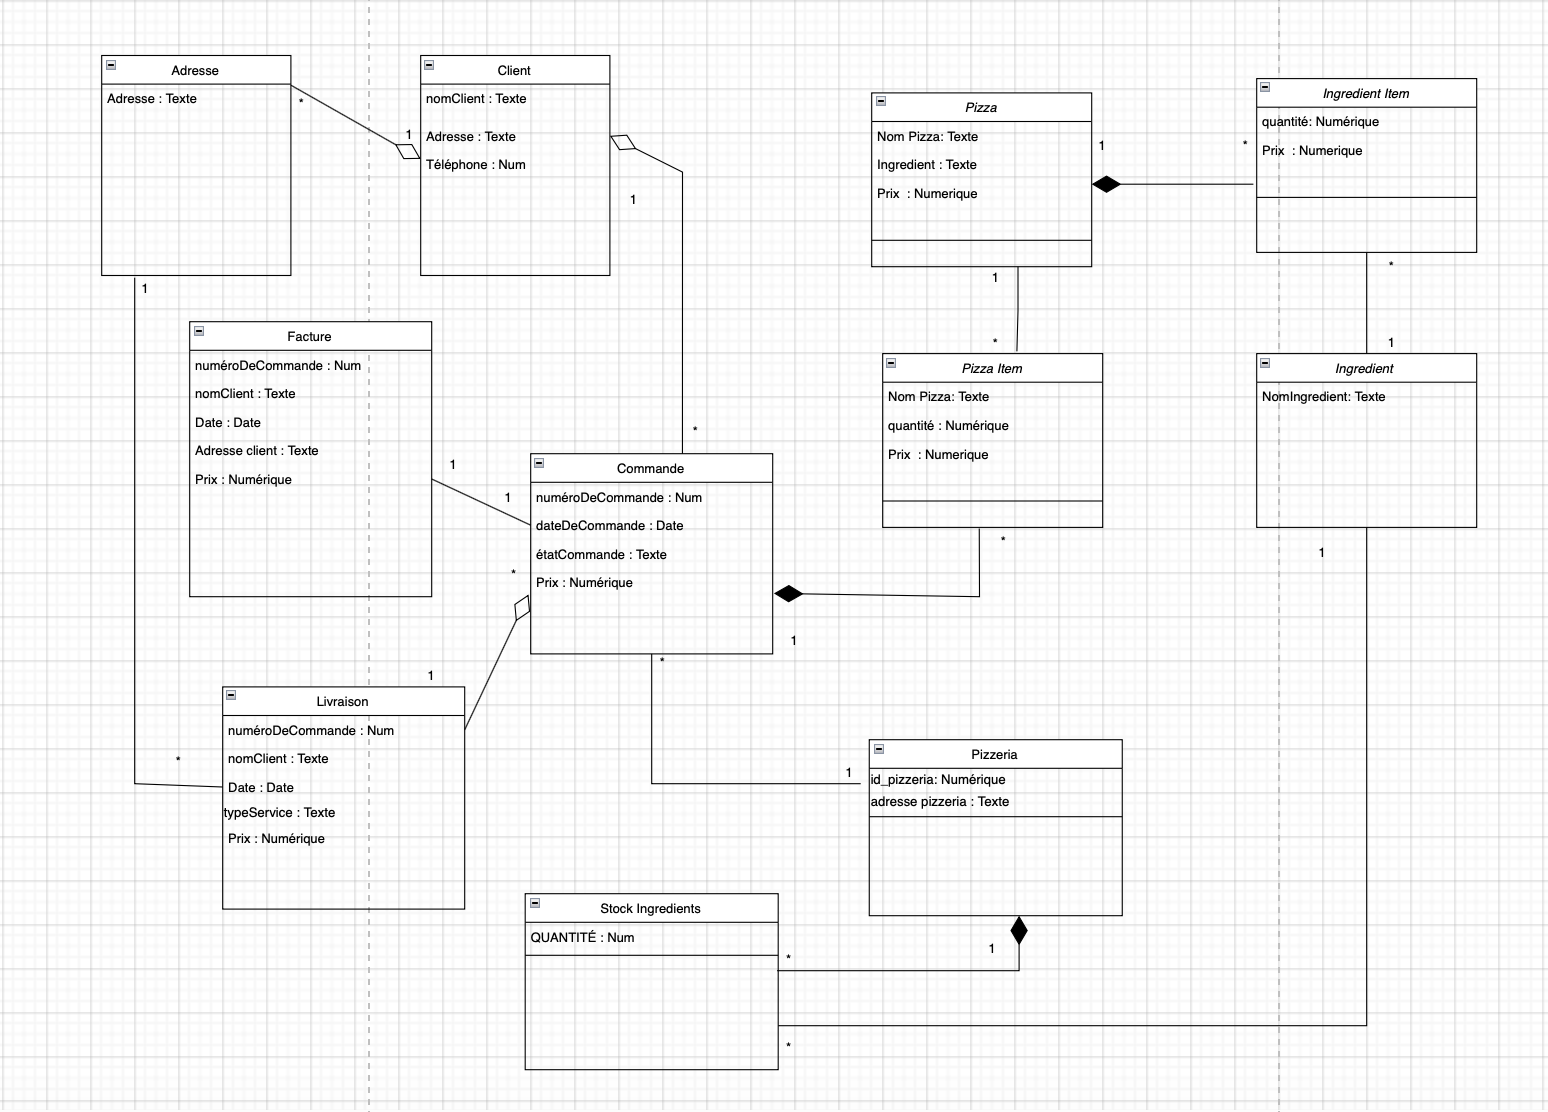 Adresse
Adresse : Texte
*
1
1
Client
nomClient : Texte
Adresse : Texte
Téléphone : Num
1
*
Pizza
Nom Pizza: Texte
Ingredient : Texte
Prix  : Numerique
1
*
1
*
Ingredient Item
quantité: Numérique
Prix  : Numerique
*
1
Facture
numéroDeCommande : Num
nomClient : Texte
Date : Date
Adresse client : Texte
Prix : Numérique
1
1
Commande
numéroDeCommande : Num
dateDeCommande : Date
étatCommande : Texte
Prix : Numérique
*
1
*
1
Pizza Item
Nom Pizza: Texte
quantité : Numérique
Prix  : Numerique
*
Ingredient
NomIngredient: Texte
1
Livraison
numéroDeCommande : Num
nomClient : Texte
Date : Date
typeService : Texte
Prix : Numérique
*
1
Pizzeria
id_pizzeria: Numérique
adresse pizzeria : Texte
1
Stock Ingredients
QUANTITÉ : Num
*
*